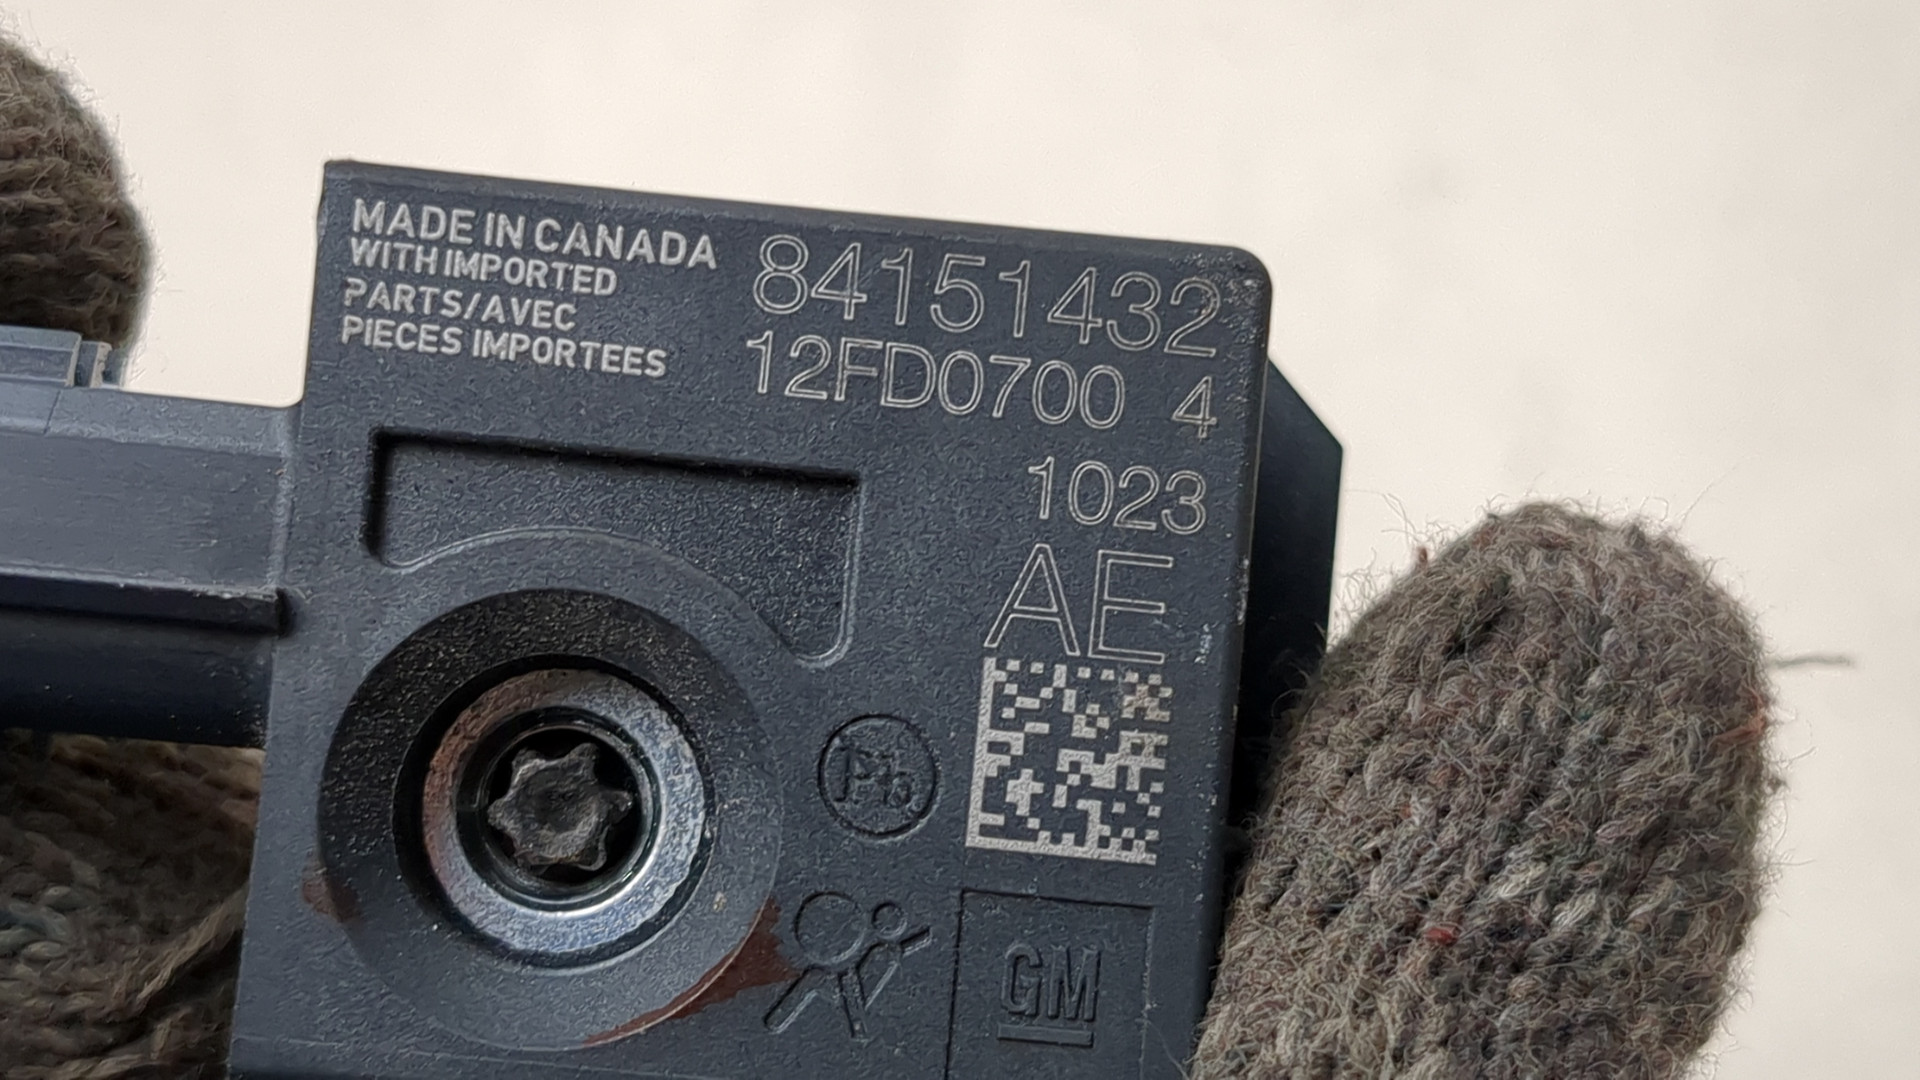 MADE IN CANADA
WITH IMPORTED
PARTS/AVEC
PIECES IMPORTEES
84151432
12FD0700 4
1023
AE
Pb
GM